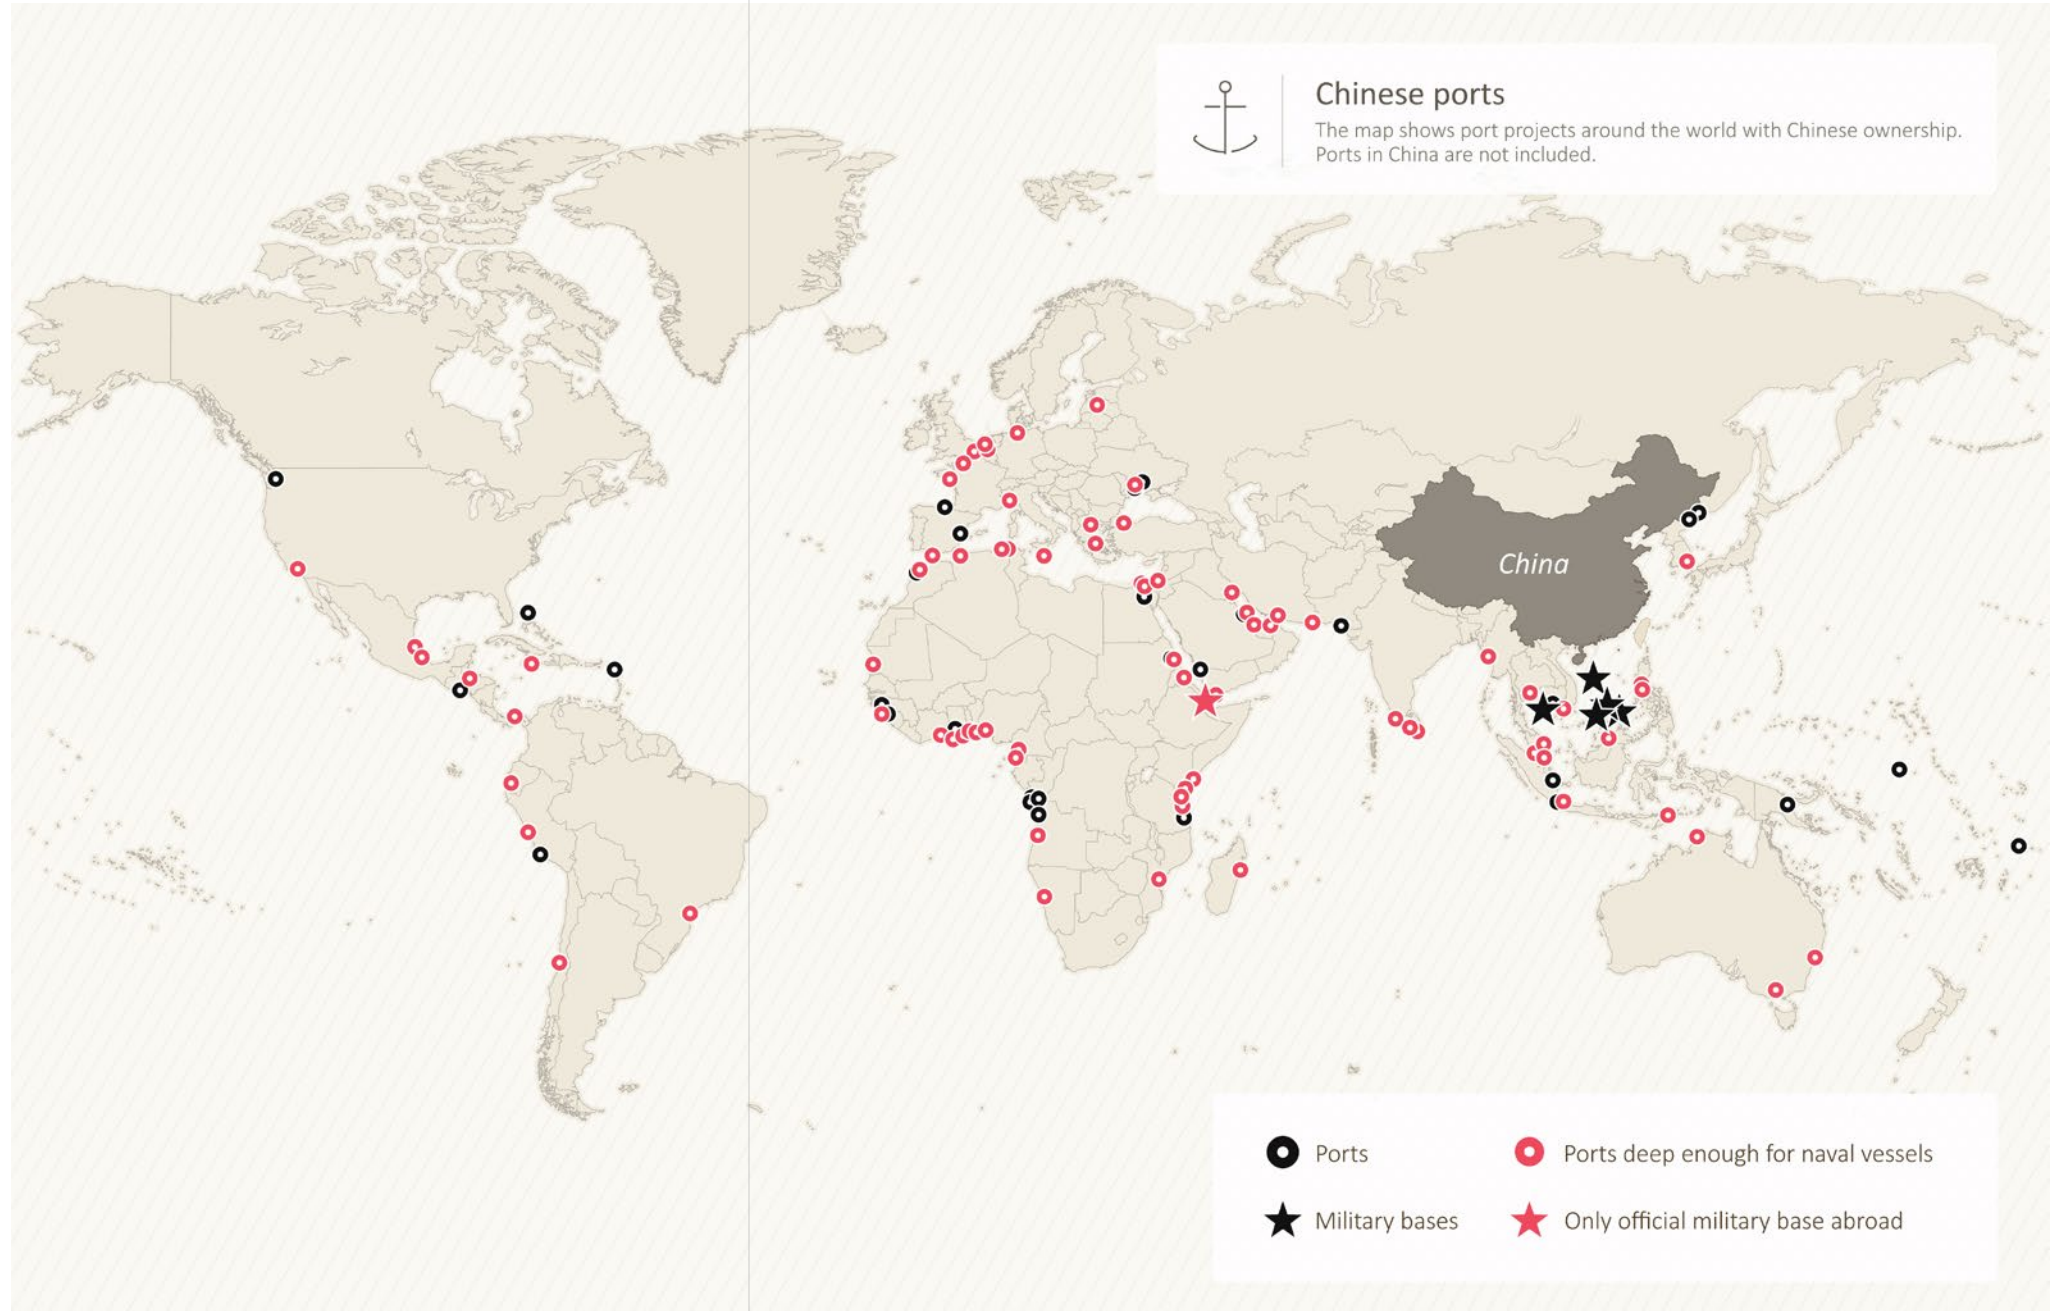 Chinese ports
The map shows port projects around the world with Chinese ownership.
Ports in China are not included.
China
Ports
Ports deep enough for naval vessels
Military bases
Only official military base abroad